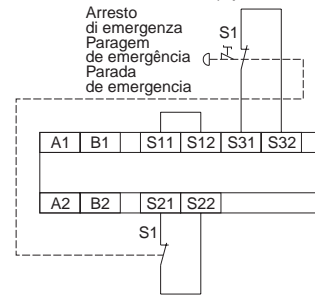 Arresto
di emergenza
Paragem
de emergência
Parada
de emergencia
S1
A1 B1 S11 S12 S31 S32
A2 B2 S21 S22
S1